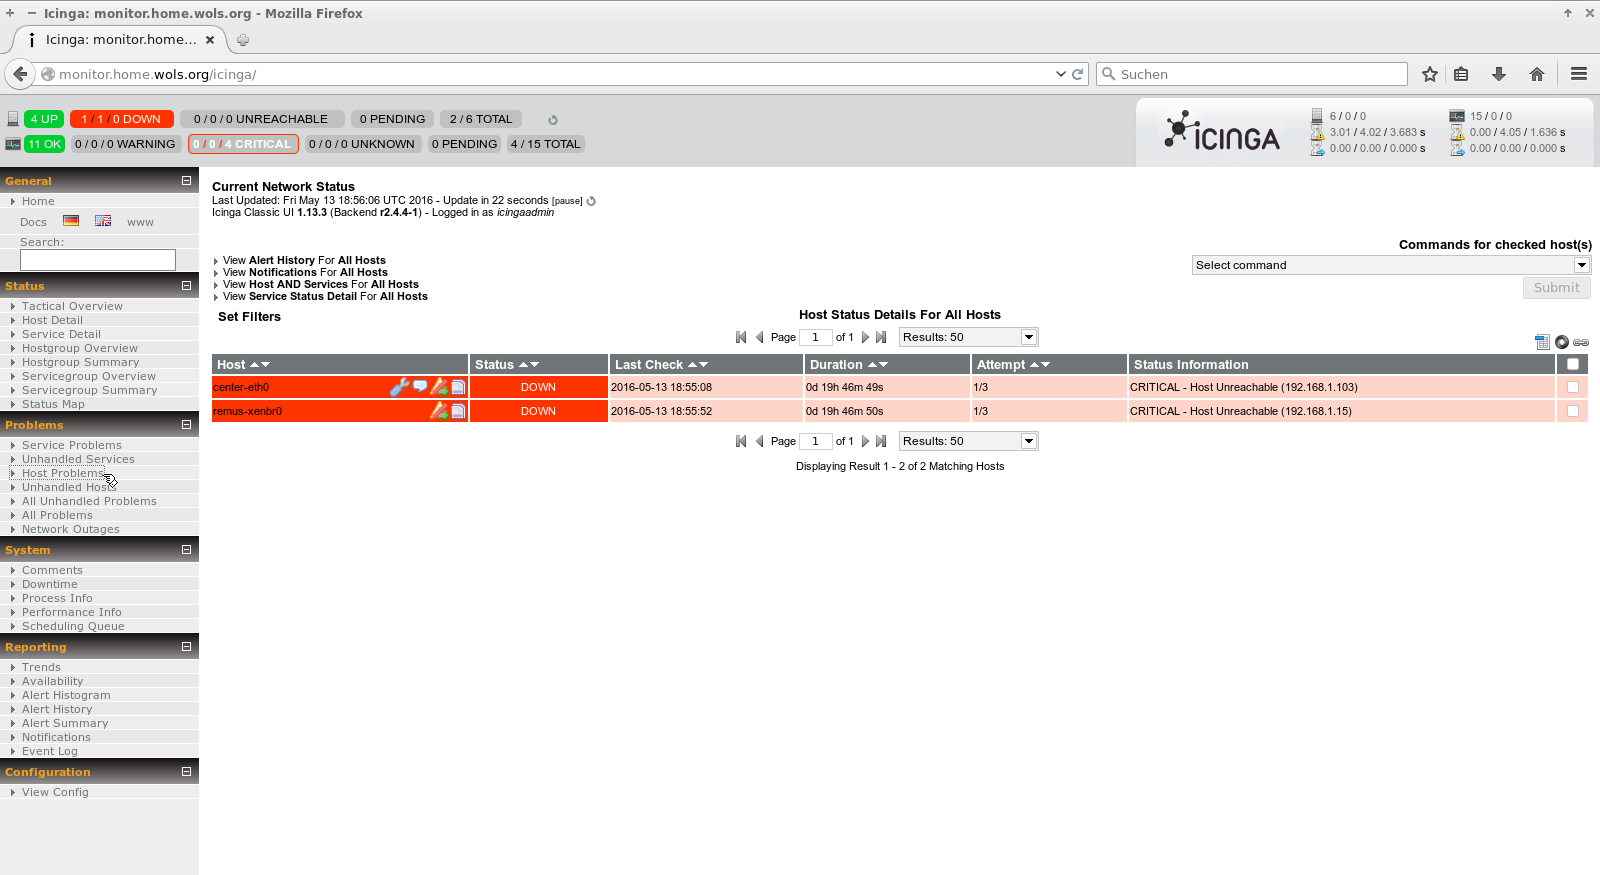 Icinga: monitor.home.wols.org - Mozilla Firefox
Icinga: monitor.home...
monitor.home.wols.org/icinga/
Suchen
4 UP 1 / 1 / 0 DOWN 0 / 0 / 0 UNREACHABLE 0 PENDING 2 / 6 TOTAL
11 OK 0 / 0 / 0 WARNING 0 / 0 / 4 CRITICAL 0 / 0 / 0 UNKNOWN 0 PENDING 4 / 15 TOTAL
ICINGA
6 / 0 / 0 15 / 0 / 0
3.01 / 4.02 / 3.683 s 0.00 / 4.05 / 1.636 s
0.00 / 0.00 / 0.000 s 0.00 / 0.00 / 0.000 s
General
Home
Docs www
Search:
Status
Tactical Overview
Host Detail
Service Detail
Hostgroup Overview
Hostgroup Summary
Servicegroup Overview
Servicegroup Summary
Status Map
Problems
Service Problems
Unhandled Services
Host Problems
Unhandled Hosts
All Unhandled Problems
All Problems
Network Outages
System
Comments
Downtime
Process Info
Performance Info
Scheduling Queue
Reporting
Trends
Availability
Alert Histogram
Alert History
Alert Summary
Notifications
Event Log
Configuration
View Config
Current Network Status
Last Updated: Fri May 13 18:56:06 UTC 2016 - Update in 22 seconds [pause]
Icinga Classic UI 1.13.3 (Backend r2.4.4-1) - Logged in as icingaadmin
View Alert History For All Hosts
View Notifications For All Hosts
View Host AND Services For All Hosts
View Service Status Detail For All Hosts
Commands for checked host(s)
Select command
Submit
Set Filters
Host Status Details For All Hosts
Page 1 of 1 Results: 50
Host Status Last Check Duration Attempt Status Information
center-eth0 DOWN 2016-05-13 18:55:08 0d 19h 46m 49s 1/3 CRITICAL - Host Unreachable (192.168.1.103)
remus-xenbr0 DOWN 2016-05-13 18:55:52 0d 19h 46m 50s 1/3 CRITICAL - Host Unreachable (192.168.1.15)
Page 1 of 1 Results: 50
Displaying Result 1 - 2 of 2 Matching Hosts